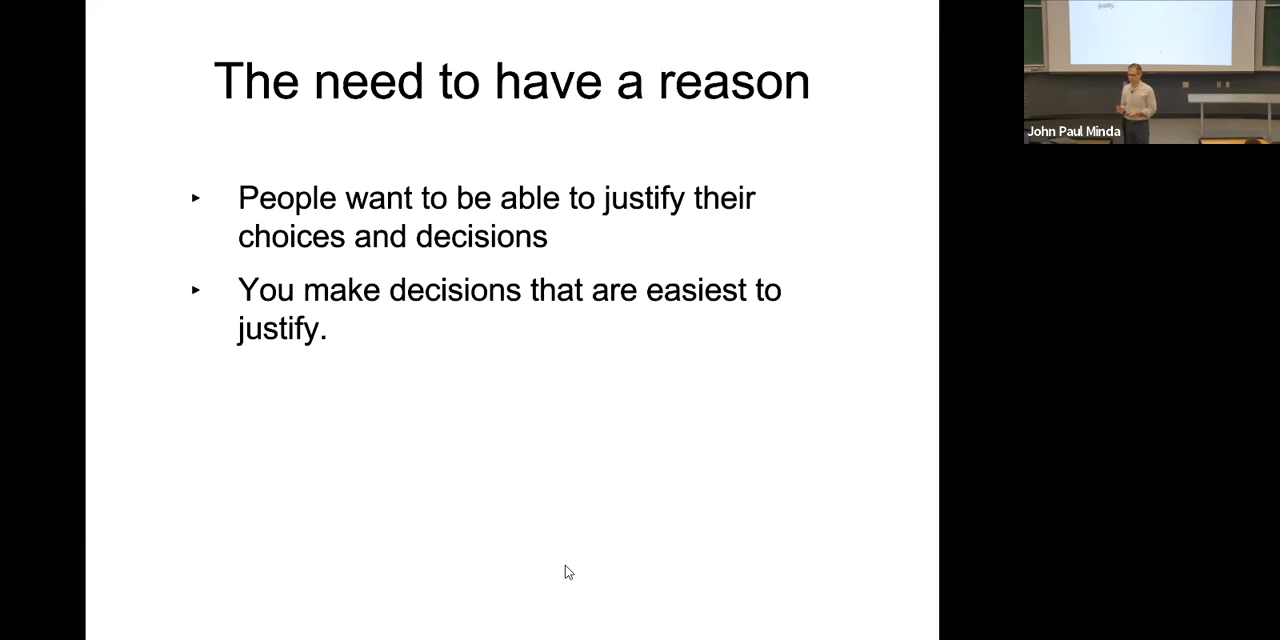 The need to have a reason
‣ People want to be able to justify their
choices and decisions
‣ You make decisions that are easiest to
justify.
justify.
John Paul Minda